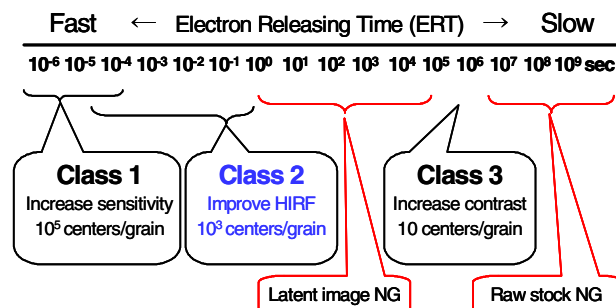 Fast ← Electron Releasing Time (ERT) → Slow
10⁻⁶ 10⁻⁵ 10⁻⁴ 10⁻³ 10⁻² 10⁻¹ 10⁰ 10¹ 10² 10³ 10⁴ 10⁵ 10⁶ 10⁷ 10⁸ 10⁹ sec
Class 1
Increase sensitivity
10⁵ centers/grain
Class 2
Improve HIRF
10³ centers/grain
Class 3
Increase contrast
10 centers/grain
Latent image NG
Raw stock NG